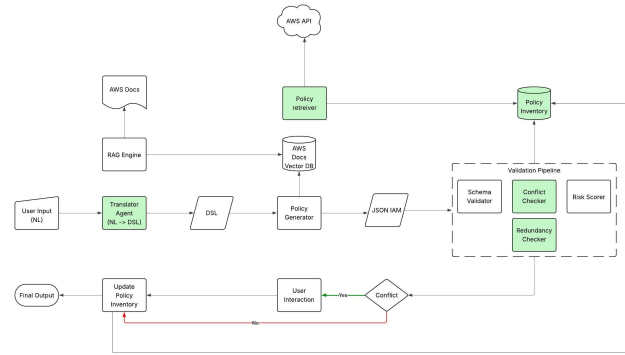 AWS API
AWS Docs
Policy
retreiver
Policy
Inventory
RAG Engine
AWS
Docs
Vector DB
Validation Pipeline
Schema
Validator
Conflict
Checker
Risk Scorer
User Input
(NL)
Translator
Agent
(NL -> DSL)
DSL
Policy
Generator
JSON IAM
Redundancy
Checker
Final Output
Update
Policy
Inventory
User
Interaction
Yes
Conflict
No